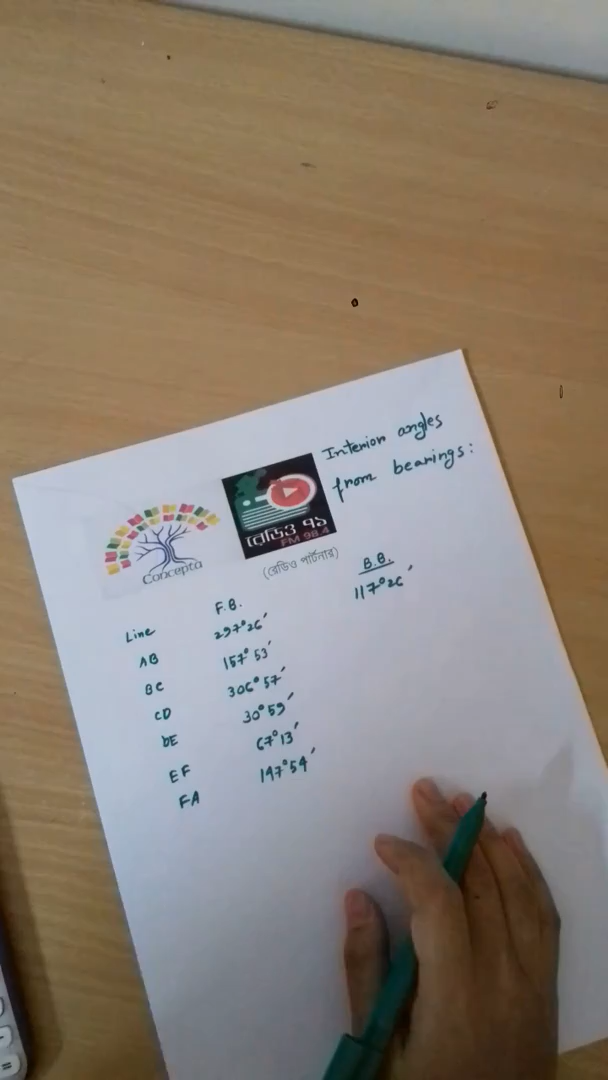 Interior angles
from bearings:
Concepta
রেডিও ৭১
FM 98.4
(রেডিও পার্টনার)
Line F.B. B.B.
AB 297°26′ 117°26′
BC 157°53′
CD 306°57′
DE 30°59′
EF 67°13′
FA 147°54′